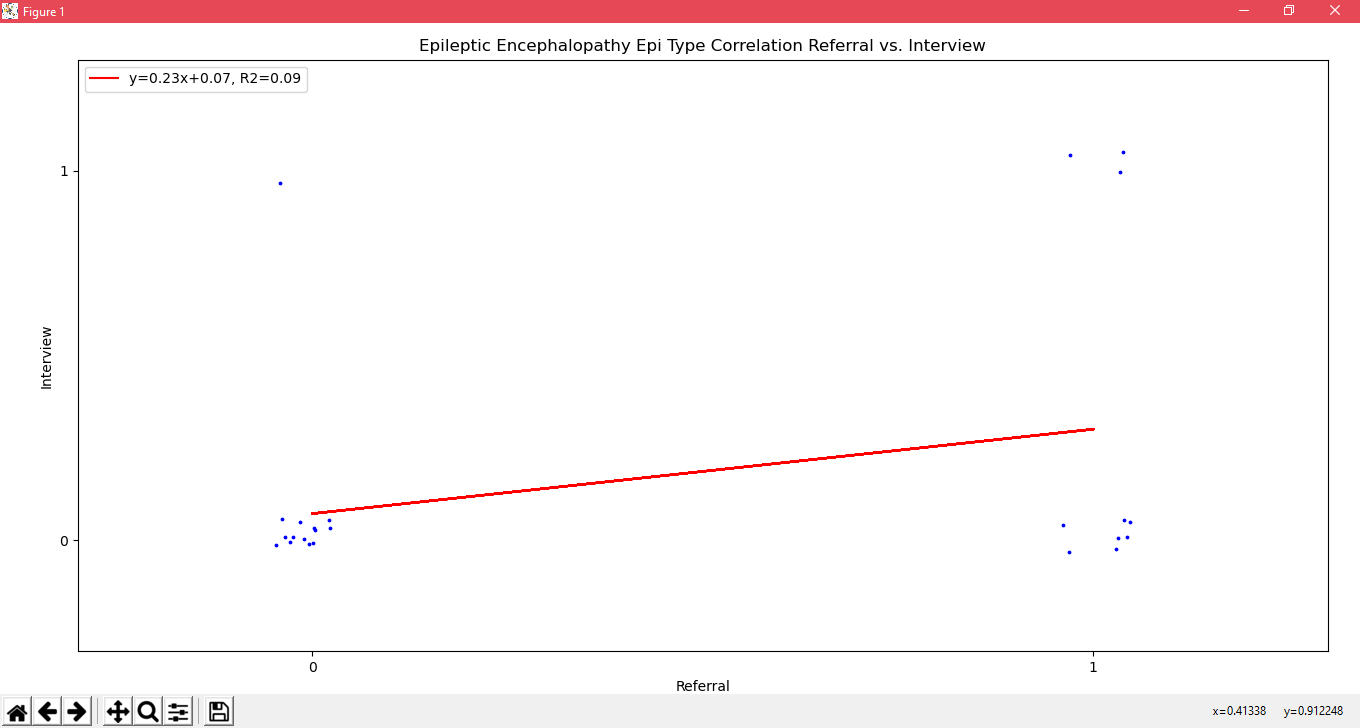 Figure 1
Epileptic Encephalopathy Epi Type Correlation Referral vs. Interview
y=0.23x+0.07, R2=0.09
1
Interview
0
0
1
Referral
x=0.41338 y=0.912248